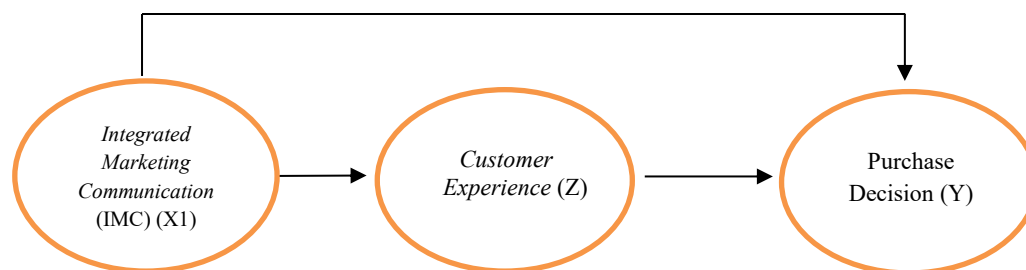 Integrated
Marketing
Communication
(IMC) (X1)
Customer
Experience (Z)
Purchase
Decision (Y)